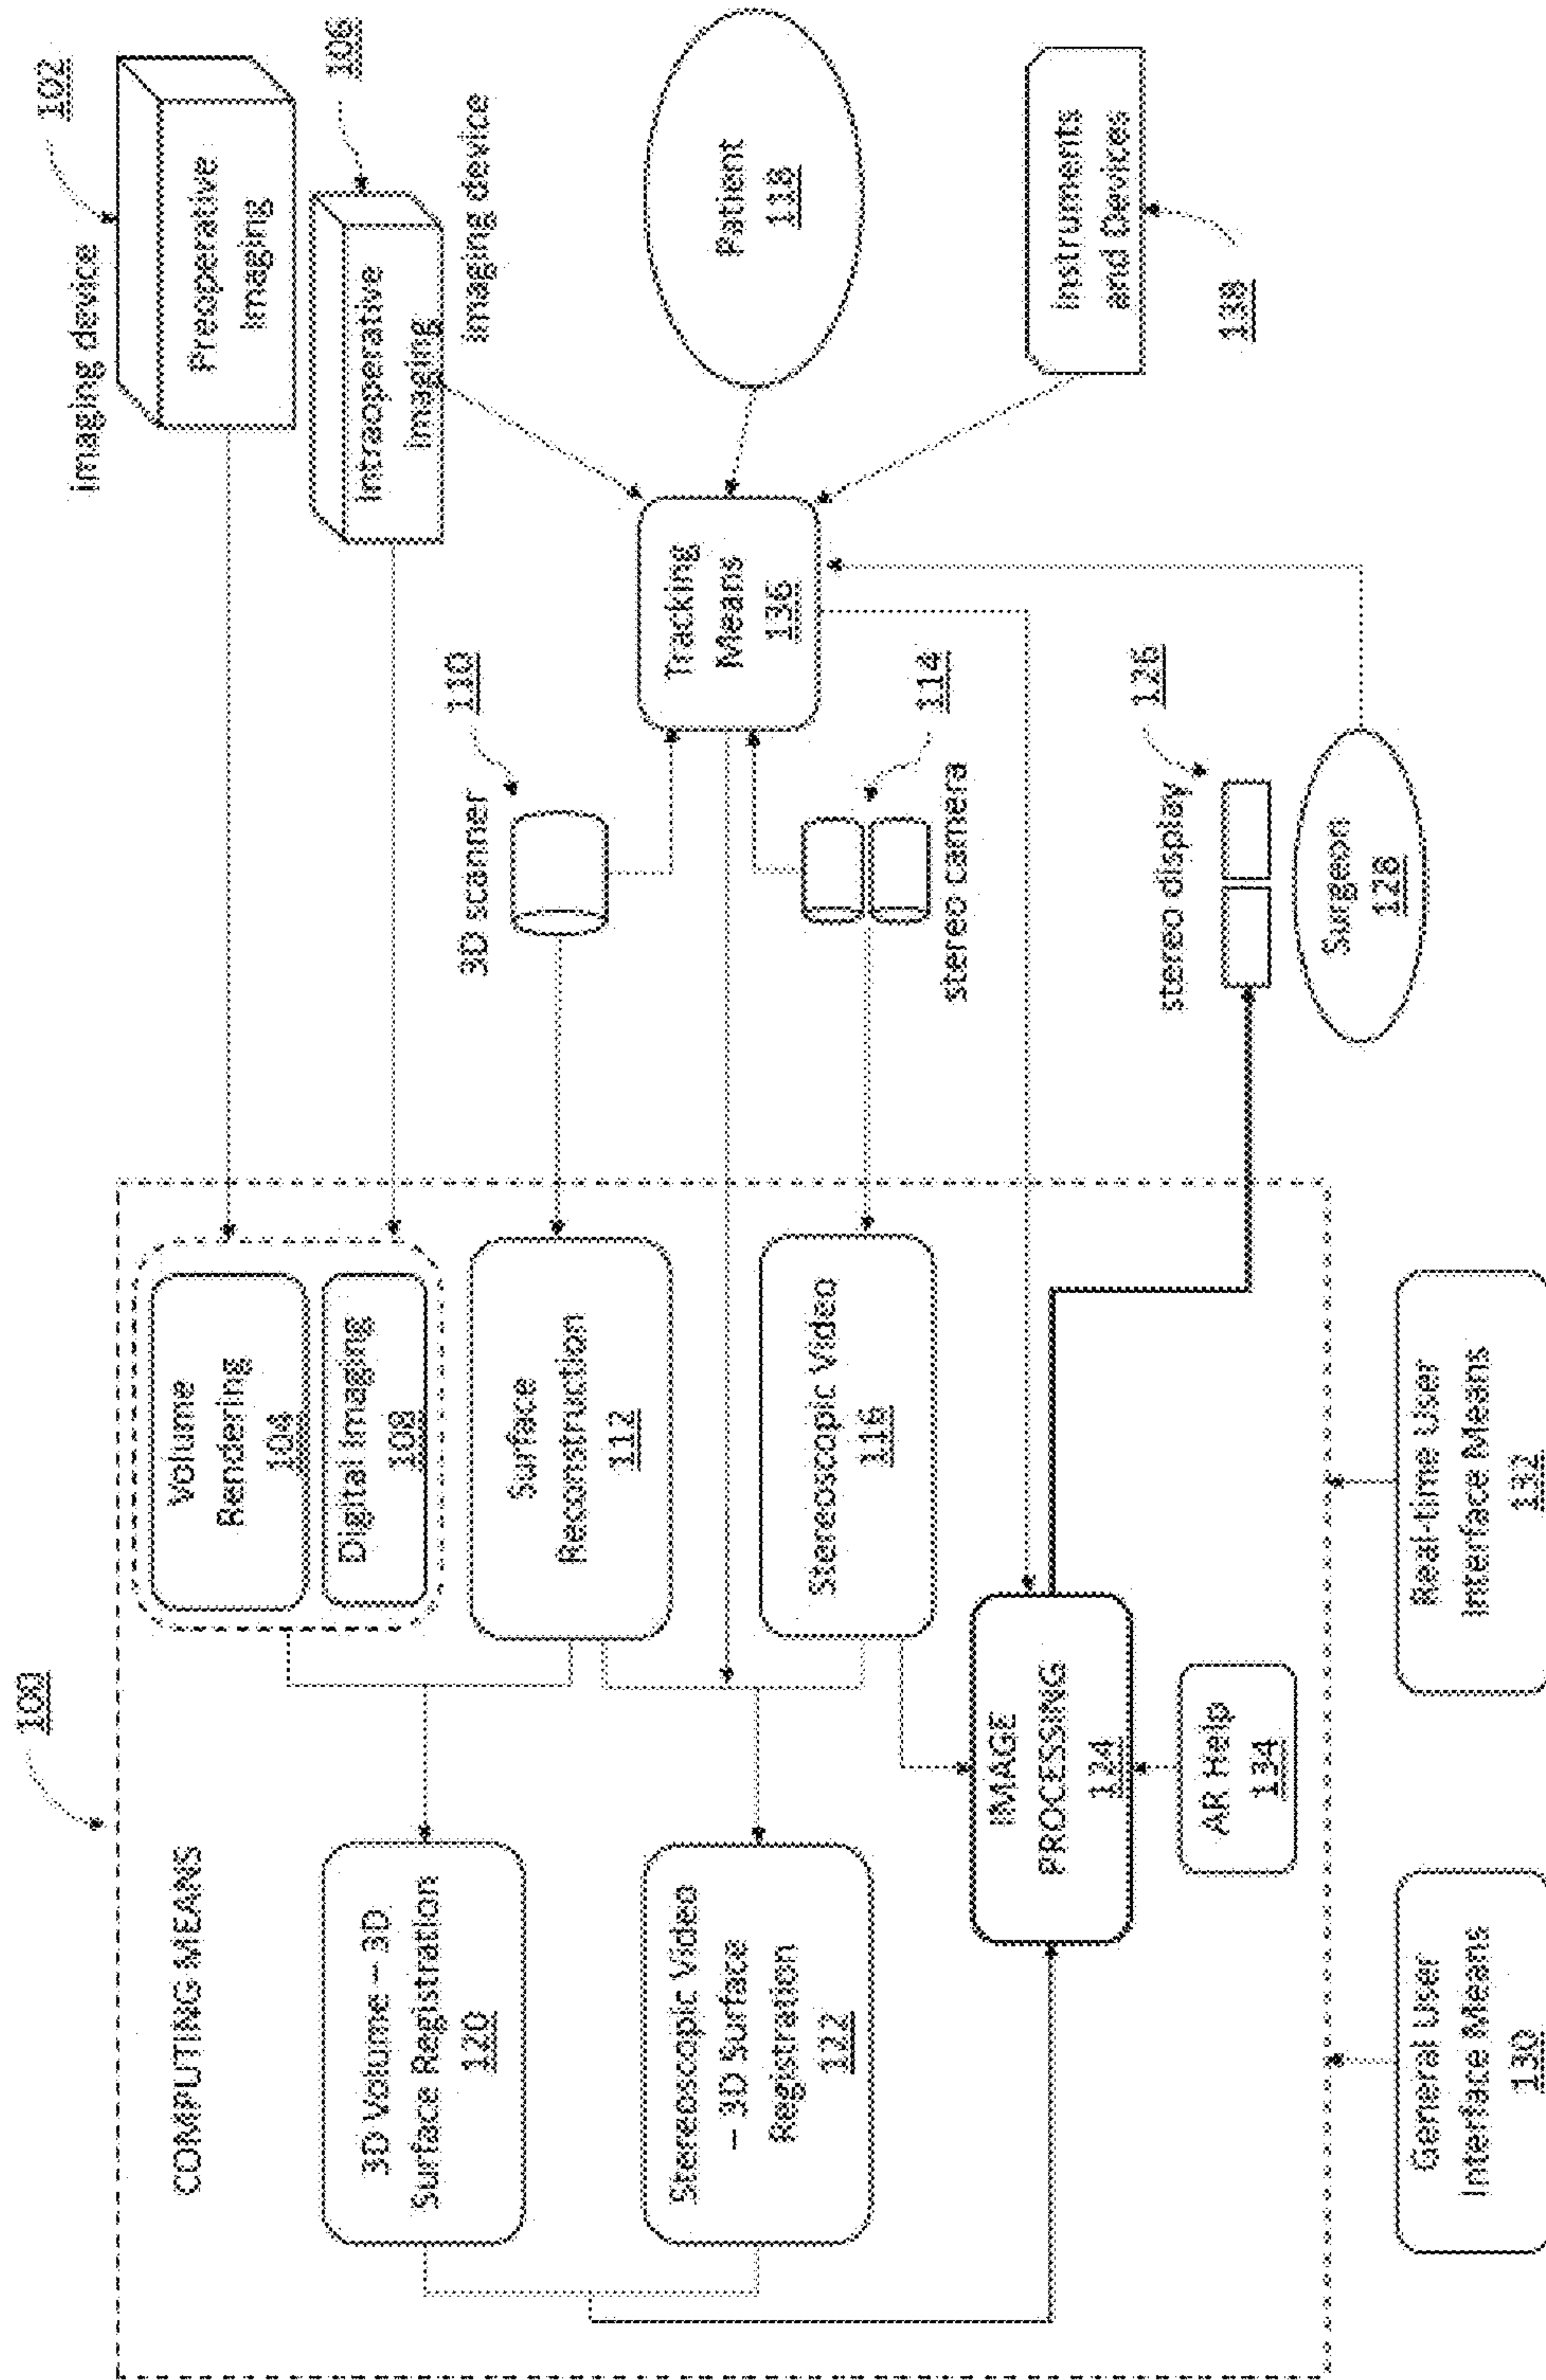 100
COMPUTING MEANS
3D Volume – 3D
Surface Registration
120
Stereoscopic Video
– 3D Surface
Registration
122
Volume
Rendering
104
Digital Imaging
108
Surface
Reconstruction
112
Stereoscopic Video
116
IMAGE
PROCESSING
124
AR Help
134
General User
Interface Means
130
Real-time User
Interface Means
132
imaging device
102
Preoperative
Imaging
106
Intraoperative
Imaging
imaging device
3D scanner
110
Tracking
Means
136
114
stereo camera
Patient
118
Instruments
and Devices
138
stereo display
126
Surgeon
128